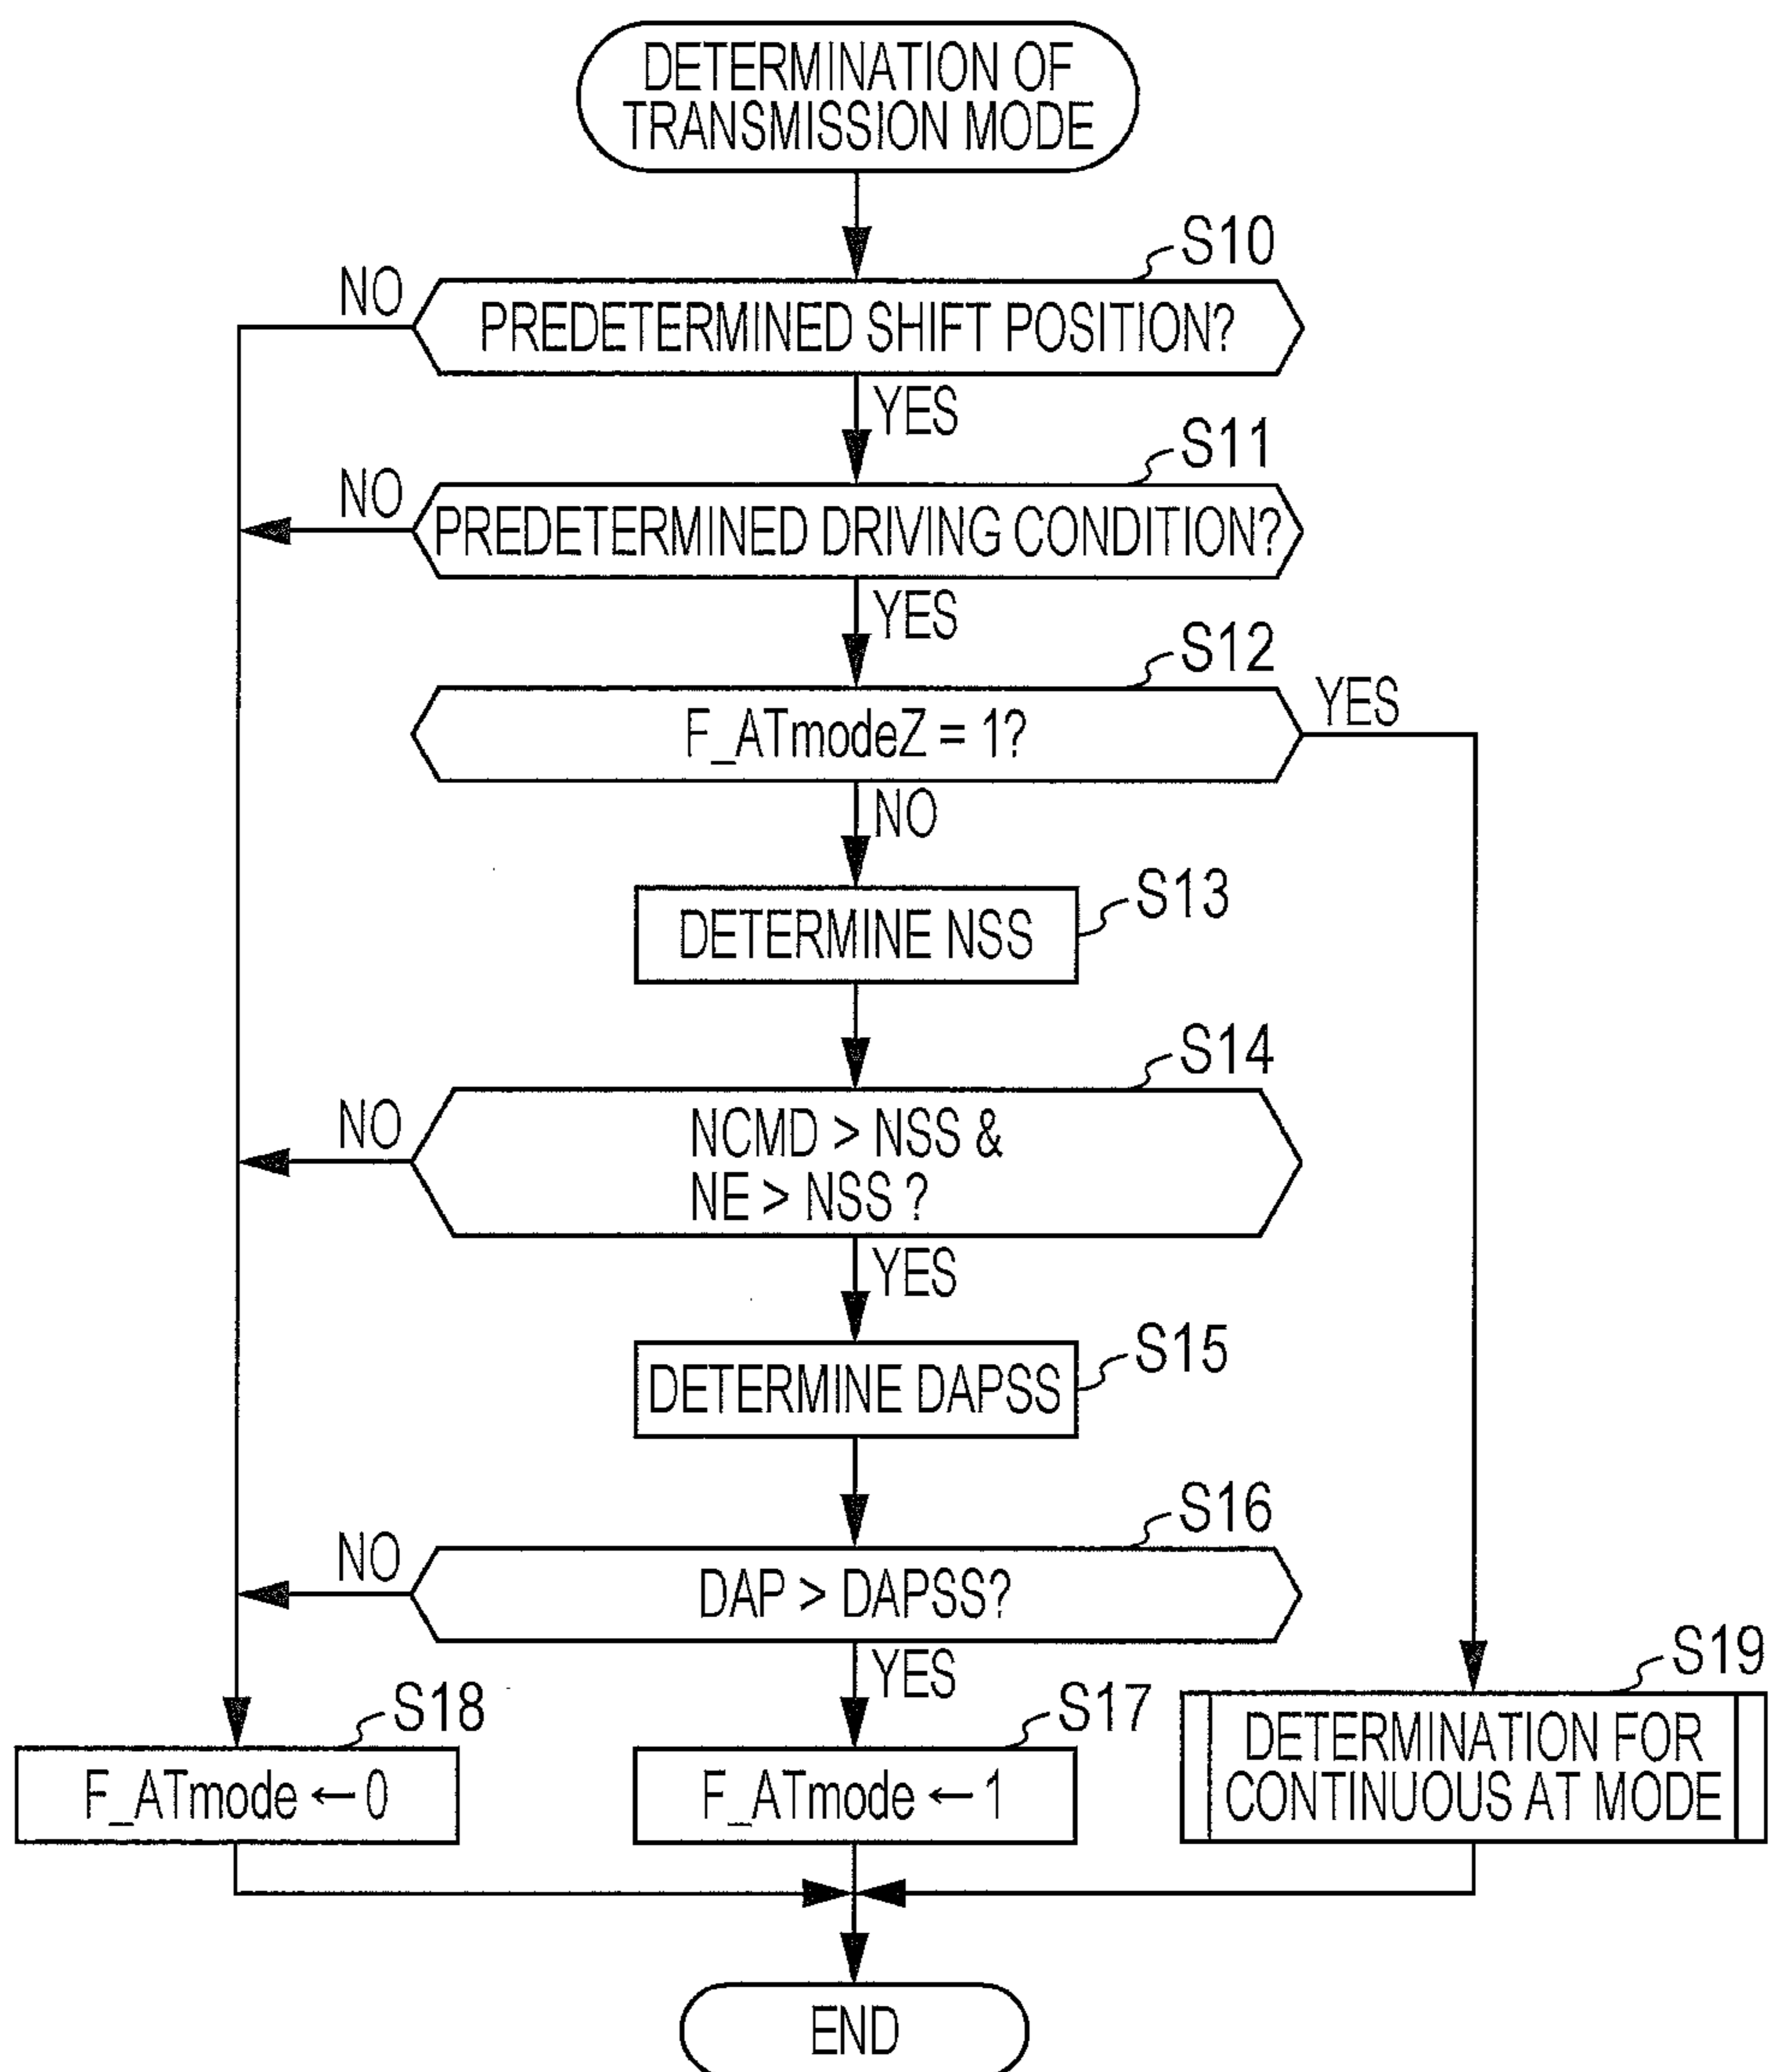 DETERMINATION OF
TRANSMISSION MODE
S10
NO
PREDETERMINED SHIFT POSITION?
YES
S11
NO
PREDETERMINED DRIVING CONDITION?
YES
S12
YES
F_ATmodeZ = 1?
NO
S13
DETERMINE NSS
S14
NO
NCMD > NSS &
NE > NSS ?
YES
S15
DETERMINE DAPSS
S16
NO
DAP > DAPSS?
YES
S18
S17
S19
F_ATmode ← 0
F_ATmode ← 1
DETERMINATION FOR
CONTINUOUS AT MODE
END